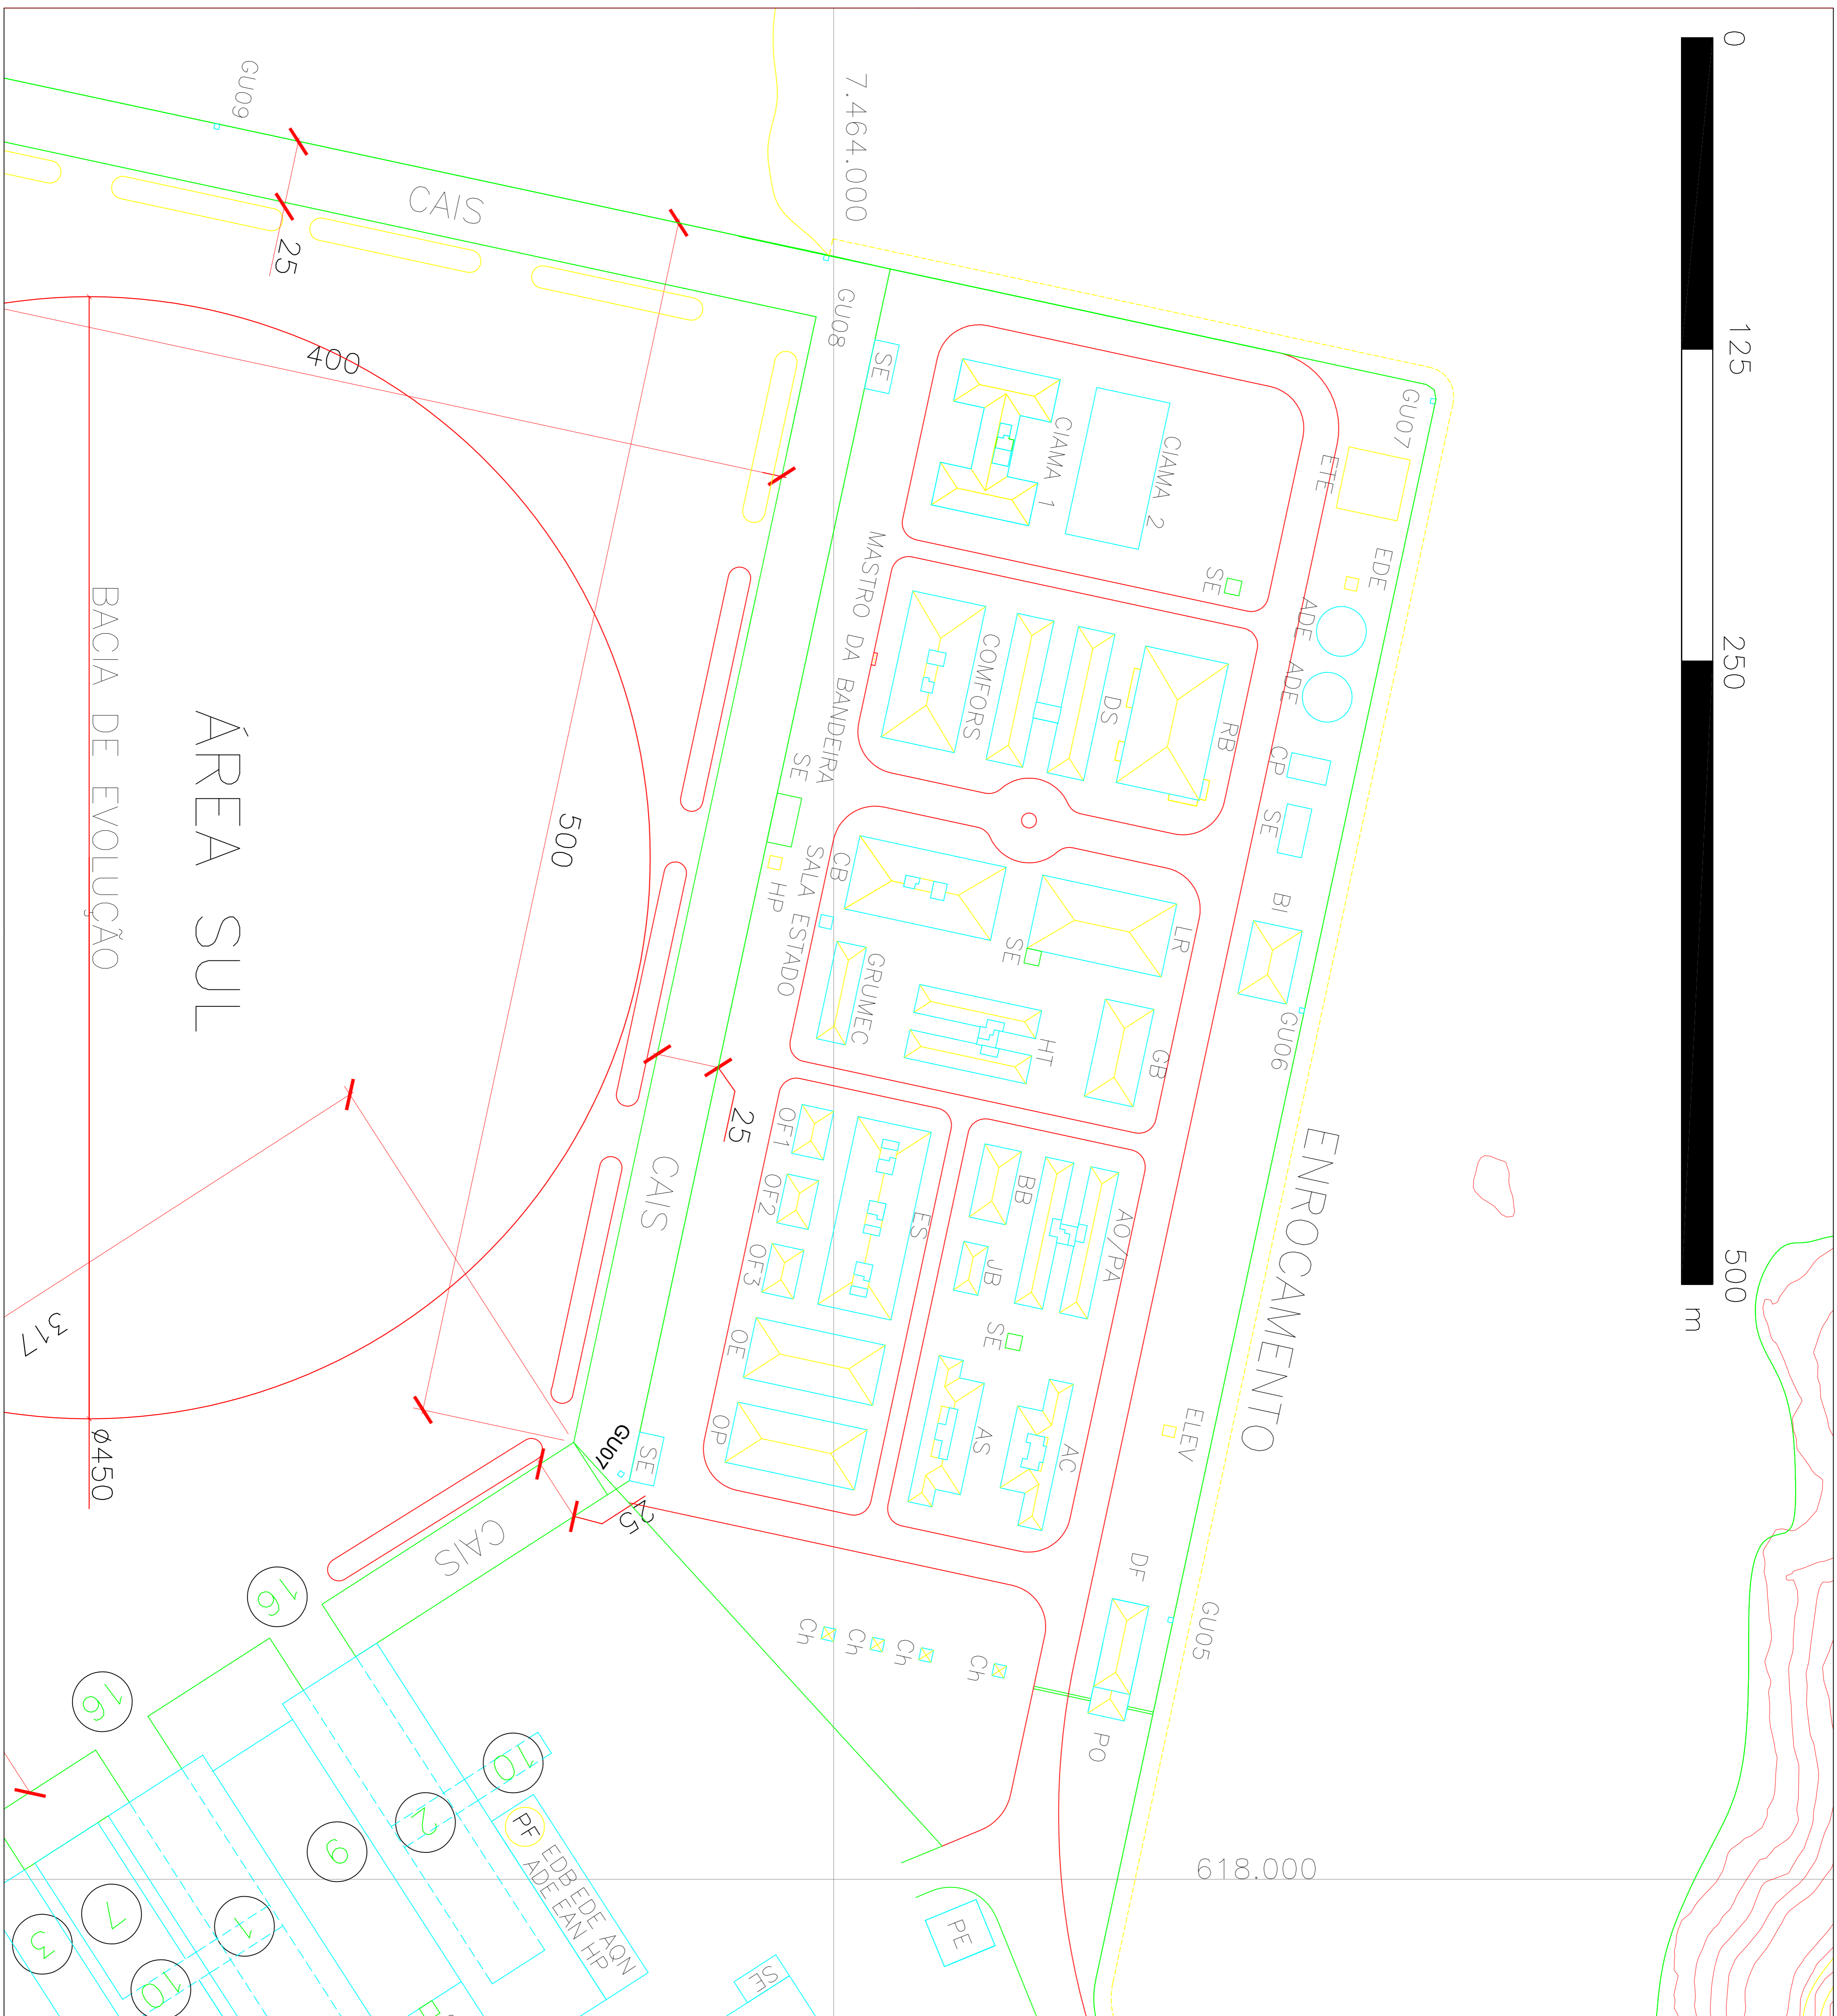 0
125
250
500
m
7.464.000
GU09
CAIS
25
GU08
SE
400
CIAMA 1
CIAMA 2
GU07
ETE
EDE
SE
ADE
ADE
MASTRO DA BANDEIRA
COMFORS
DS
RB
CP
SE
BI
GU06
SE
HP
SALA ESTADO
CB
LR
SE
GRUMEC
HT
GB
ÁREA SUL
BACIA DE EVOLUÇÃO
500
25
CAIS
OF1
OF2
OF3
ES
OE
OP
BB
AO/PA
JB
SE
AS
AC
ENROCAMENTO
ELEV
DF
GU05
PO
317
Ø450
GU07
SE
25
CAIS
Ch
Ch
Ch
Ch
16
16
10
2
9
PF
EDB EDE AQN
ADE EAN HP
7
1
3
10
618.000
PE
SE